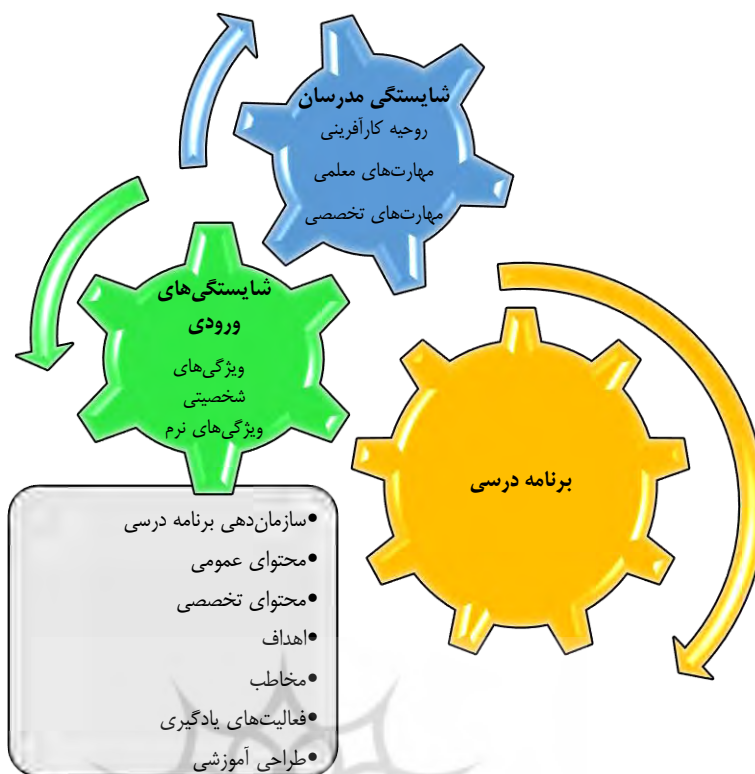 شایستگی مدرسان
روحیه کارآفرینی
مهارت‌های معلمی
مهارت‌های تخصصی
شایستگی‌های
ورودی
ویژگی‌های
شخصیتی
ویژگی‌های نرم
برنامه درسی
•سازمان‌دهی برنامه درسی
•محتوای عمومی
•محتوای تخصصی
•اهداف
•مخاطب
•فعالیت‌های یادگیری
•طراحی آموزشی